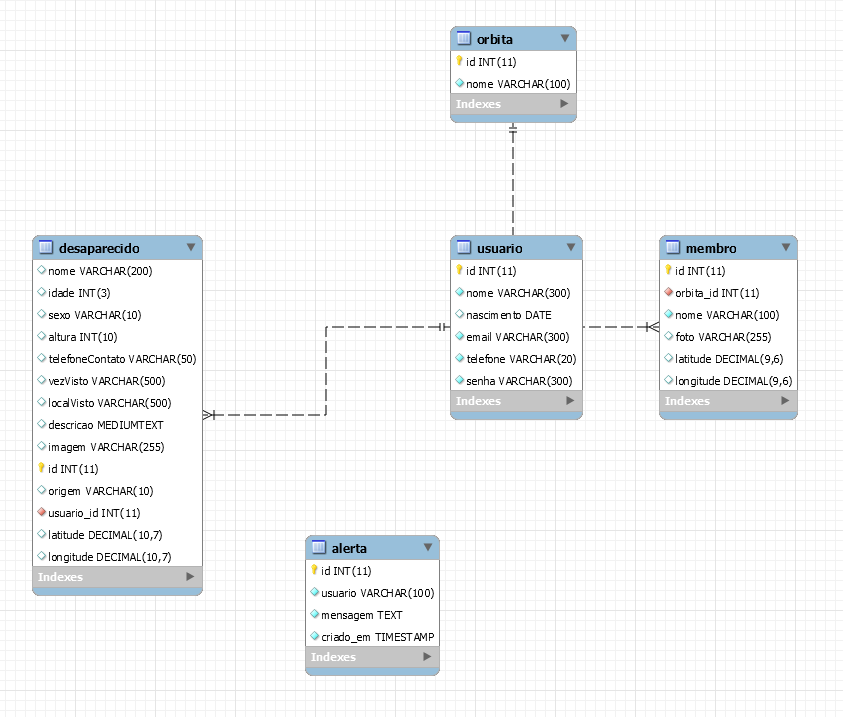 orbita
id INT(11)
nome VARCHAR(100)
Indexes
desaparecido
nome VARCHAR(200)
idade INT(3)
sexo VARCHAR(10)
altura INT(10)
telefoneContato VARCHAR(50)
vezVisto VARCHAR(500)
localVisto VARCHAR(500)
descricao MEDIUMTEXT
imagem VARCHAR(255)
id INT(11)
origem VARCHAR(10)
usuario_id INT(11)
latitude DECIMAL(10,7)
longitude DECIMAL(10,7)
Indexes
usuario
id INT(11)
nome VARCHAR(300)
nascimento DATE
email VARCHAR(300)
telefone VARCHAR(20)
senha VARCHAR(300)
Indexes
membro
id INT(11)
orbita_id INT(11)
nome VARCHAR(100)
foto VARCHAR(255)
latitude DECIMAL(9,6)
longitude DECIMAL(9,6)
Indexes
alerta
id INT(11)
usuario VARCHAR(100)
mensagem TEXT
criado_em TIMESTAMP
Indexes